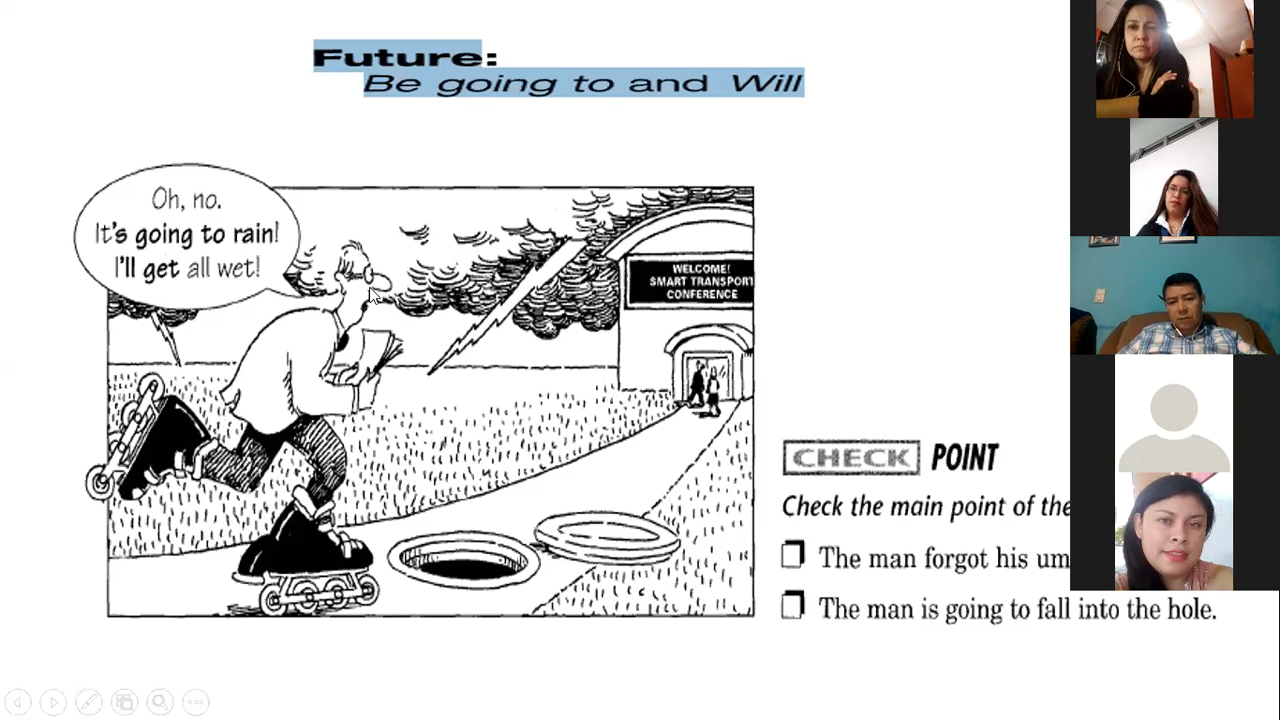 Future:
Be going to and Will
Oh, no.
It's going to rain!
I'll get all wet!
WELCOME!
SMART TRANSPORT
CONFERENCE
CHECK POINT
Check the main point of the
The man forgot his um
The man is going to fall into the hole.